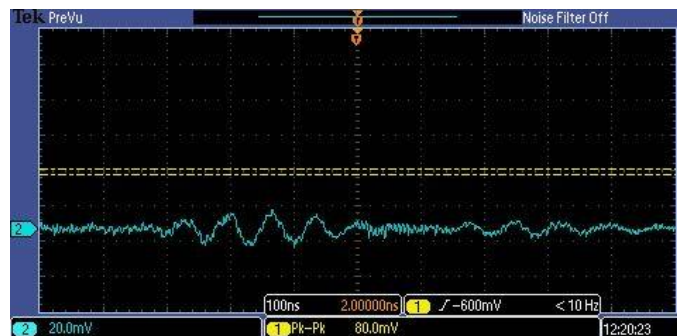 Tek PreVu Noise Filter Off
T
T
2
100ns 2.00000ns 1 ∫ -600mV < 10 Hz
2 20.0mV 1 Pk-Pk 80.0mV 12:20:23